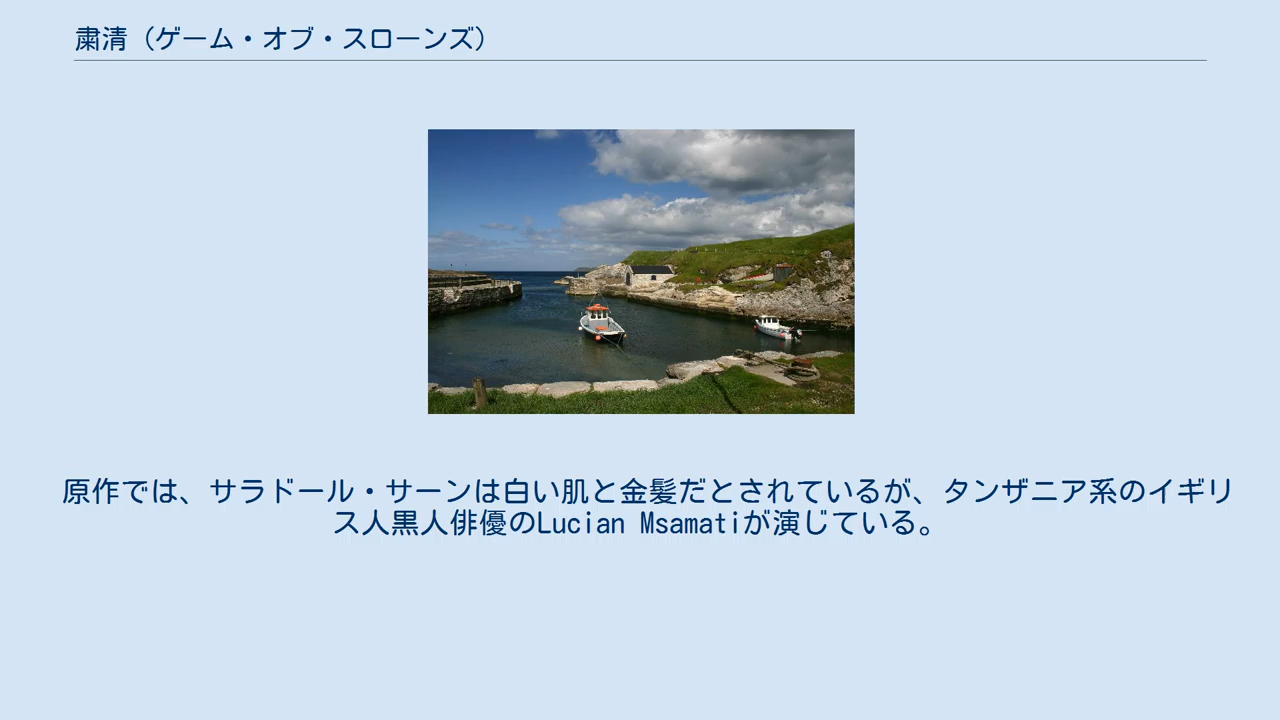 粛清（ゲーム・オブ・スローンズ）
原作では、サラドール・サーンは白い肌と金髪だとされているが、タンザニア系のイギリ
ス人黒人俳優のLucian Msamatiが演じている。